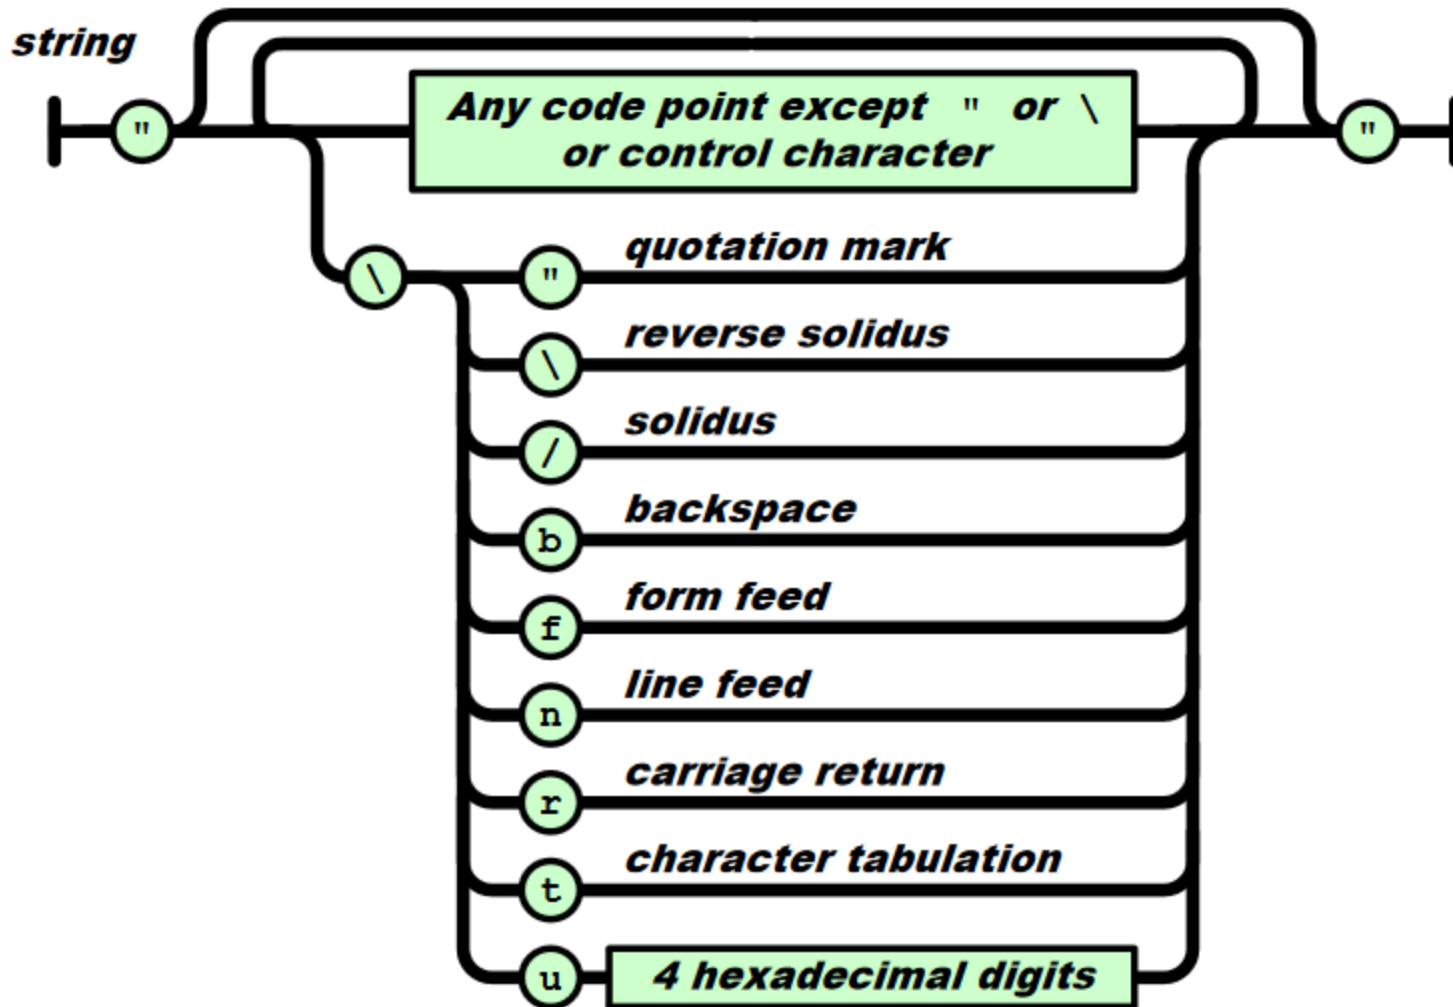 string
" Any code point except " or \ "
or control character
\ " quotation mark
\ reverse solidus
/ solidus
b backspace
f form feed
n line feed
r carriage return
t character tabulation
u 4 hexadecimal digits